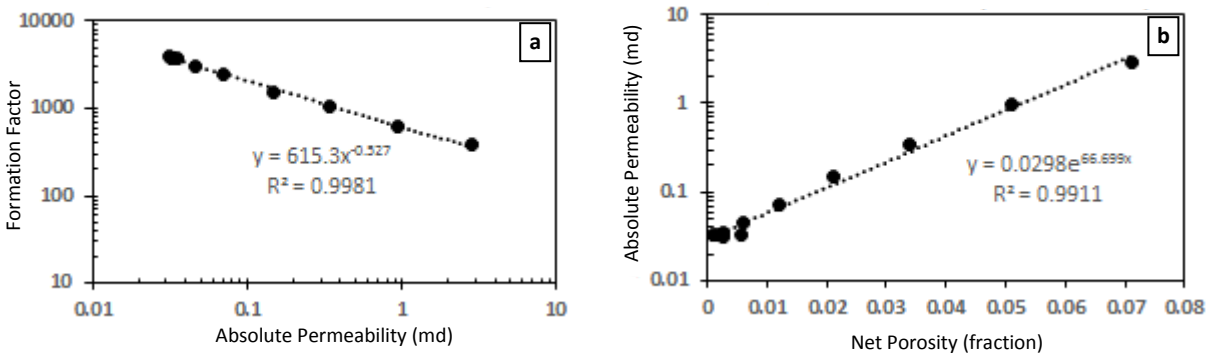 10000
1000
100
10
Formation Factor
a
y = 615.3x^-0.527
R² = 0.9981
0.01 0.1 1 10
Absolute Permeability (md)
10
1
0.1
0.01
Absolute Permeability (md)
b
y = 0.0298e^66.699x
R² = 0.9911
0 0.01 0.02 0.03 0.04 0.05 0.06 0.07 0.08
Net Porosity (fraction)